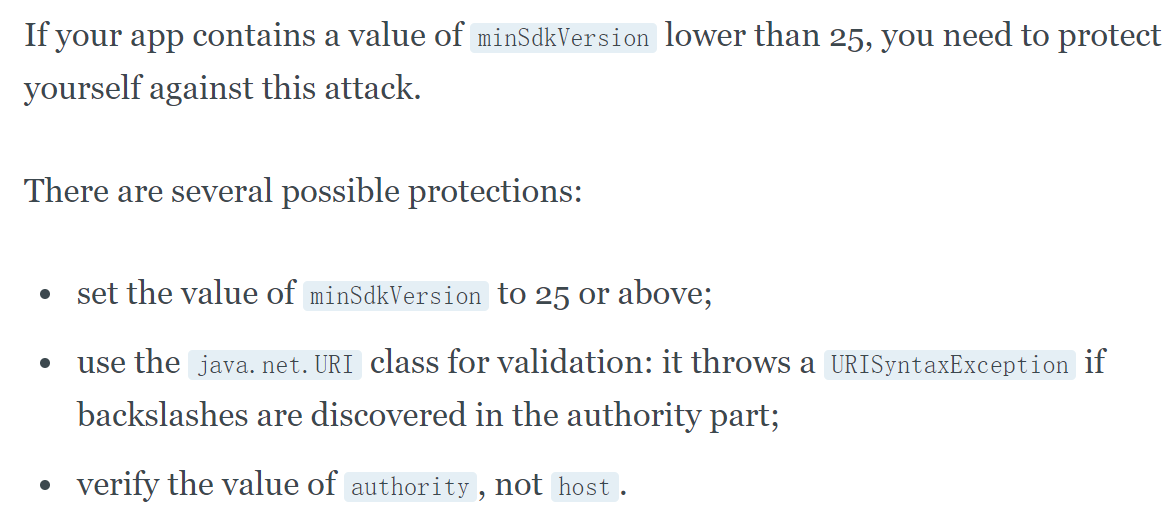 If your app contains a value of minSdkVersion lower than 25, you need to protect
yourself against this attack.
There are several possible protections:
• set the value of minSdkVersion to 25 or above;
• use the java.net.URI class for validation: it throws a URISyntaxException if
backslashes are discovered in the authority part;
• verify the value of authority, not host.